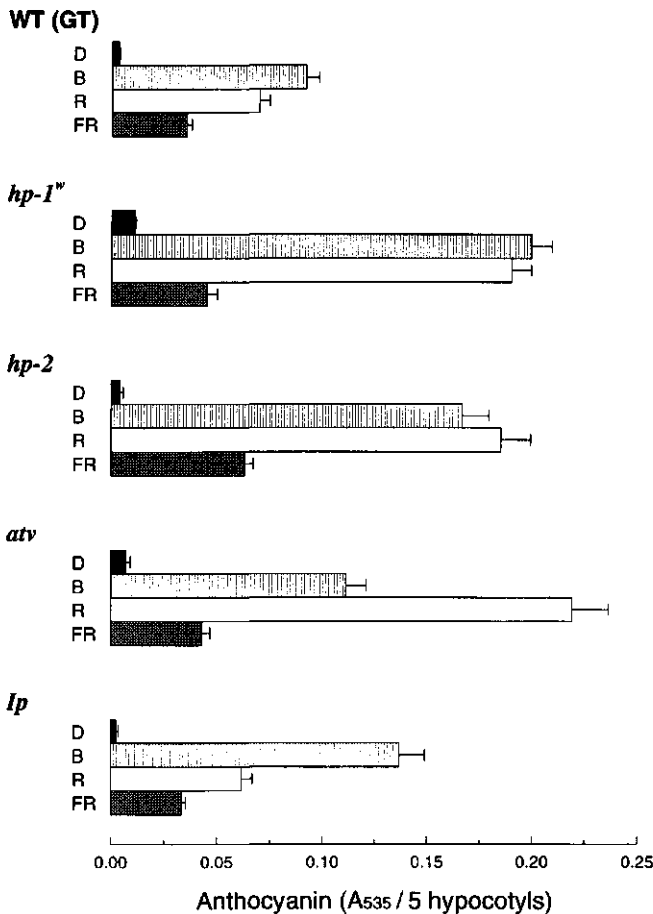 WT (GT)
D
B
R
FR
hp-1ʷ
D
B
R
FR
hp-2
D
B
R
FR
atv
D
B
R
FR
Ip
D
B
R
FR
0.00 0.05 0.10 0.15 0.20 0.25
Anthocyanin (A₅₃₅ / 5 hypocotyls)